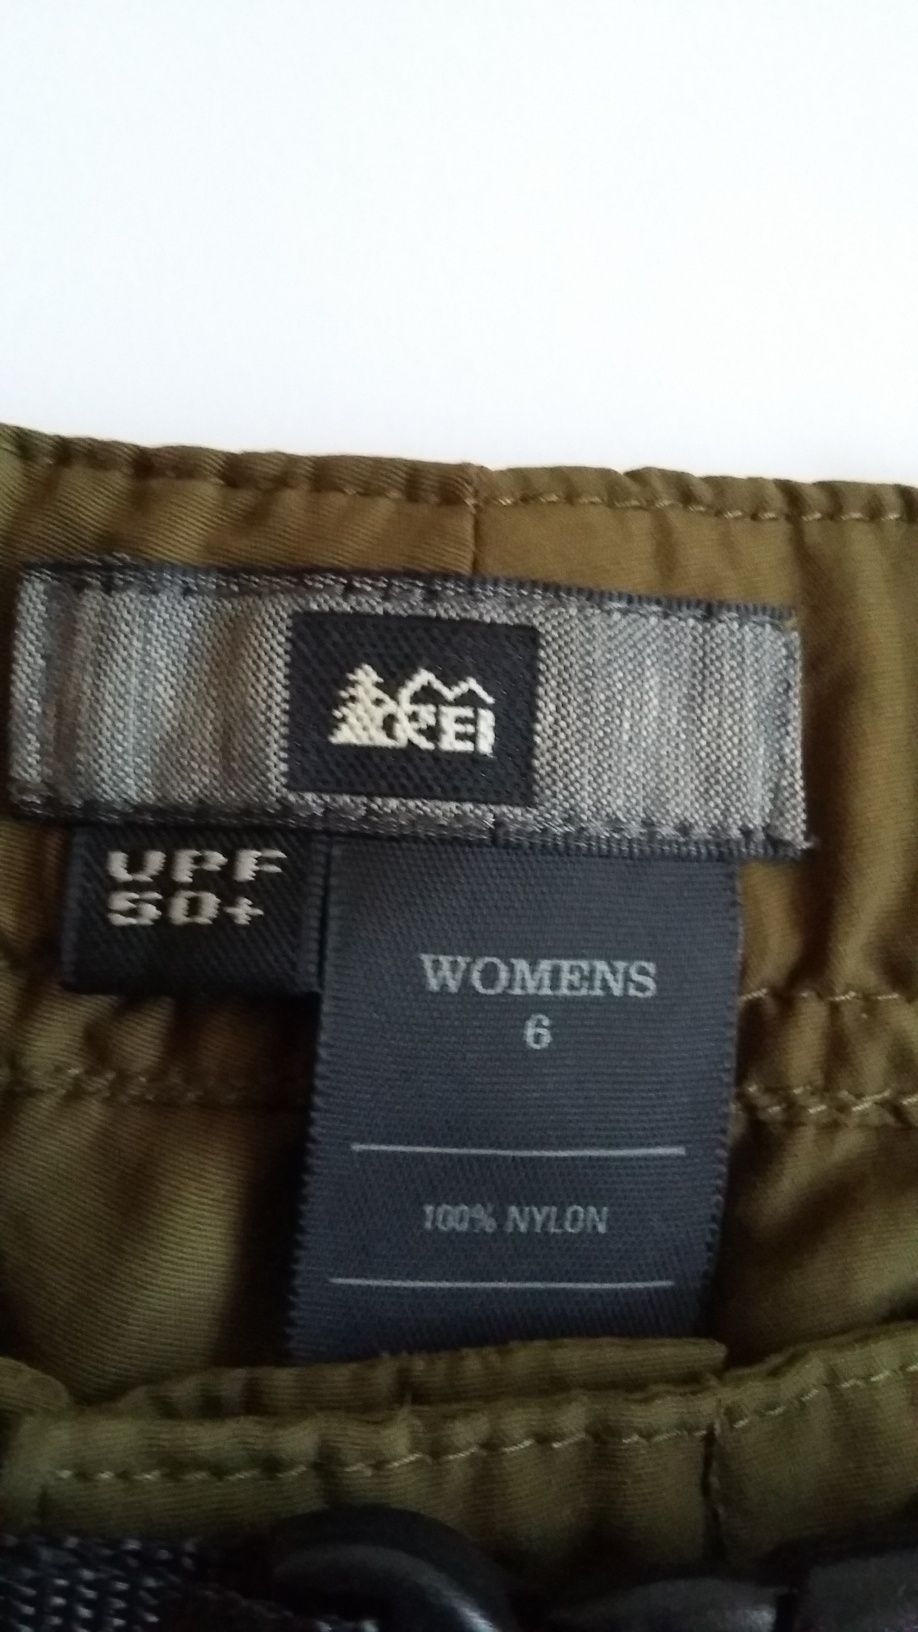 REI
UPF
50+
WOMENS
6
100% NYLON